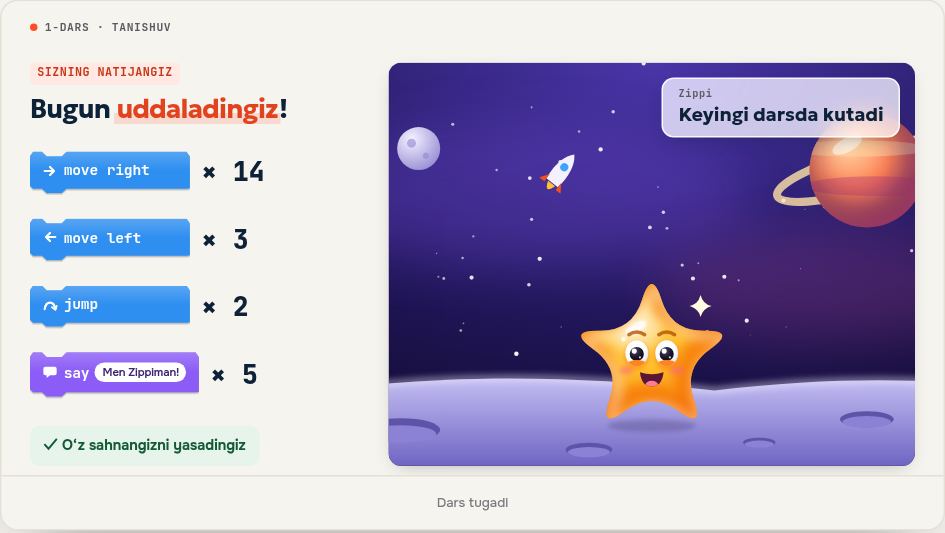 1-DARS · TANISHUV
SIZNING NATIJANGIZ
Bugun uddaladingiz!
move right × 14
move left × 3
jump × 2
say Men Zippiman! × 5
O‘z sahnangizni yasadingiz
Zippi
Keyingi darsda kutadi
Dars tugadi